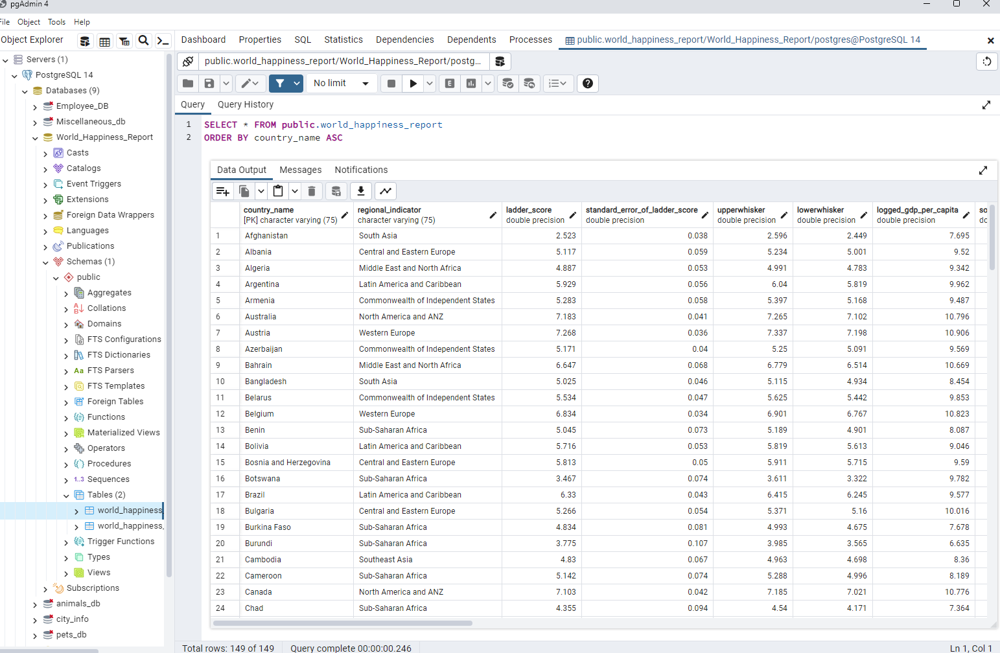 pgAdmin 4
File Object Tools Help
Object Explorer
Dashboard Properties SQL Statistics Dependencies Dependents Processes public.world_happiness_report/World_Happiness_Report/postgres@PostgreSQL 14
Servers (1)
PostgreSQL 14
Databases (9)
Employee_DB
Miscellaneous_db
World_Happiness_Report
Casts
Catalogs
Event Triggers
Extensions
Foreign Data Wrappers
Languages
Publications
Schemas (1)
public
Aggregates
Collations
Domains
FTS Configurations
FTS Dictionaries
Aa FTS Parsers
FTS Templates
Foreign Tables
Functions
Materialized Views
Operators
Procedures
1..3 Sequences
Tables (2)
world_happiness
world_happiness_
Trigger Functions
Types
Views
Subscriptions
animals_db
city_info
pets_db
public.world_happiness_report/World_Happiness_Report/postg...
No limit
E
Query Query History
1 SELECT * FROM public.world_happiness_report
2 ORDER BY country_name ASC
Data Output Messages Notifications
country_name regional_indicator ladder_score standard_error_of_ladder_score upperwhisker lowerwhisker logged_gdp_per_capita so
[PK] character varying (75) character varying (75) double precision double precision double precision double precision double precision do
1 Afghanistan South Asia 2.523 0.038 2.596 2.449 7.695
2 Albania Central and Eastern Europe 5.117 0.059 5.234 5.001 9.52
3 Algeria Middle East and North Africa 4.887 0.053 4.991 4.783 9.342
4 Argentina Latin America and Caribbean 5.929 0.056 6.04 5.819 9.962
5 Armenia Commonwealth of Independent States 5.283 0.058 5.397 5.168 9.487
6 Australia North America and ANZ 7.183 0.041 7.265 7.102 10.796
7 Austria Western Europe 7.268 0.036 7.337 7.198 10.906
8 Azerbaijan Commonwealth of Independent States 5.171 0.04 5.25 5.091 9.569
9 Bahrain Middle East and North Africa 6.647 0.068 6.779 6.514 10.669
10 Bangladesh South Asia 5.025 0.046 5.115 4.934 8.454
11 Belarus Commonwealth of Independent States 5.534 0.047 5.625 5.442 9.853
12 Belgium Western Europe 6.834 0.034 6.901 6.767 10.823
13 Benin Sub-Saharan Africa 5.045 0.073 5.189 4.901 8.087
14 Bolivia Latin America and Caribbean 5.716 0.053 5.819 5.613 9.046
15 Bosnia and Herzegovina Central and Eastern Europe 5.813 0.05 5.911 5.715 9.59
16 Botswana Sub-Saharan Africa 3.467 0.074 3.611 3.322 9.782
17 Brazil Latin America and Caribbean 6.33 0.043 6.415 6.245 9.577
18 Bulgaria Central and Eastern Europe 5.266 0.054 5.371 5.16 10.016
19 Burkina Faso Sub-Saharan Africa 4.834 0.081 4.993 4.675 7.678
20 Burundi Sub-Saharan Africa 3.775 0.107 3.985 3.565 6.635
21 Cambodia Southeast Asia 4.83 0.067 4.963 4.698 8.36
22 Cameroon Sub-Saharan Africa 5.142 0.074 5.288 4.996 8.189
23 Canada North America and ANZ 7.103 0.042 7.185 7.021 10.776
24 Chad Sub-Saharan Africa 4.355 0.094 4.54 4.171 7.364
Total rows: 149 of 149 Query complete 00:00:00.246 Ln 1, Col 1